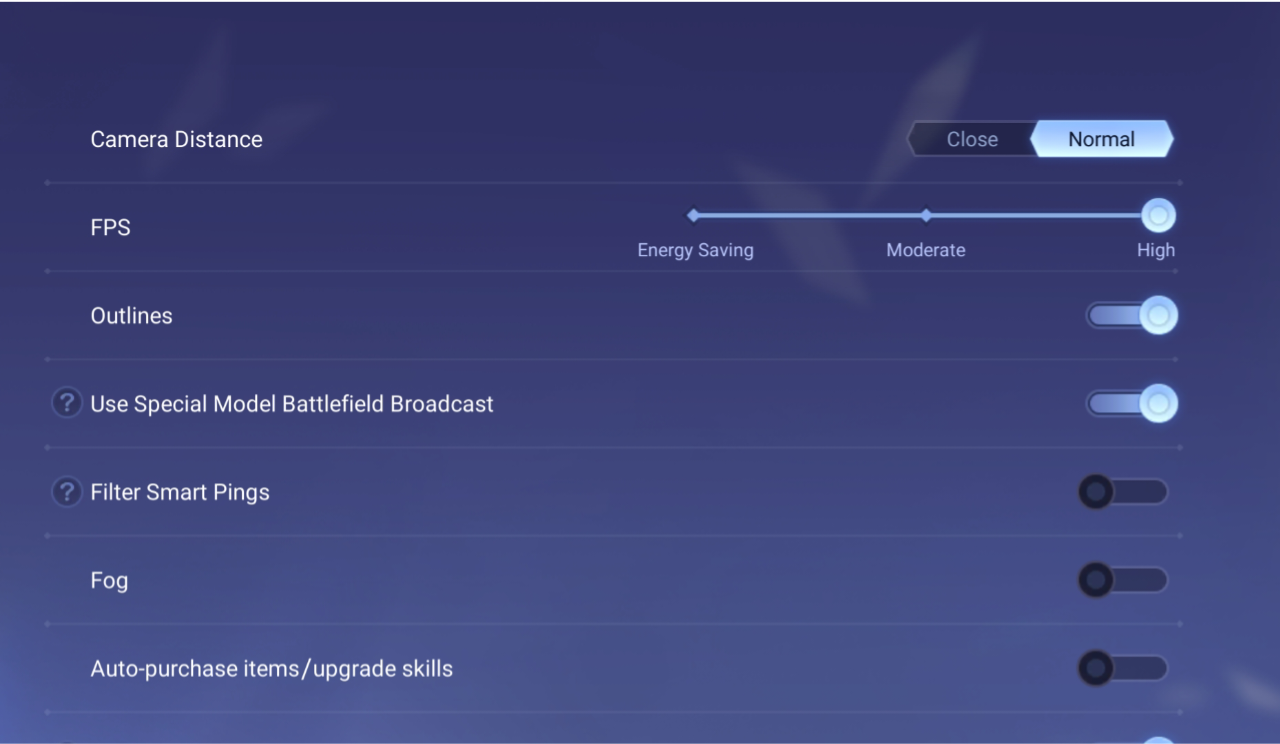 Camera Distance
Close
Normal
FPS
Energy Saving
Moderate
High
Outlines
? Use Special Model Battlefield Broadcast
? Filter Smart Pings
Fog
Auto-purchase items/upgrade skills